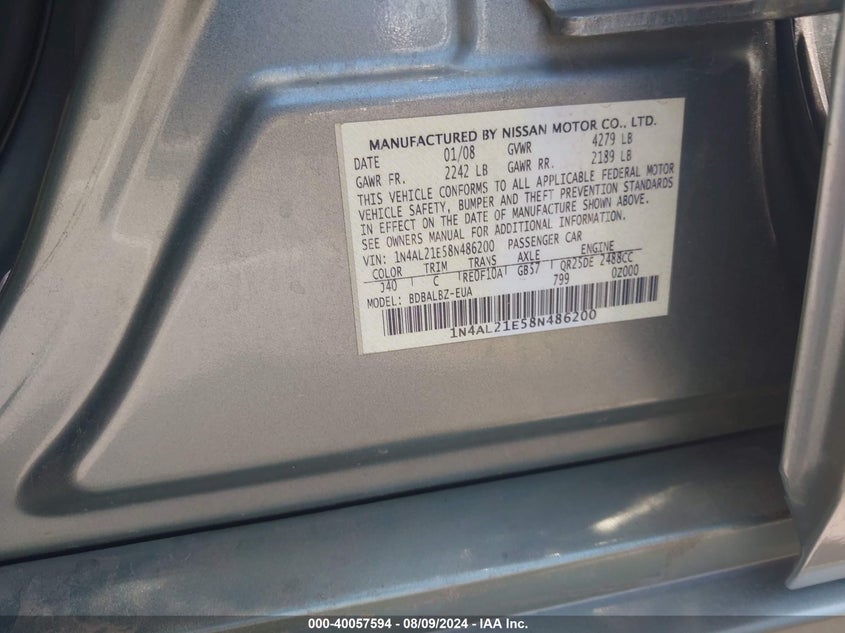 MANUFACTURED BY NISSAN MOTOR CO., LTD.
DATE 01/08 GVWR 4279 LB
GAWR FR. 2242 LB GAWR RR. 2189 LB
THIS VEHICLE CONFORMS TO ALL APPLICABLE FEDERAL MOTOR
VEHICLE SAFETY, BUMPER AND THEFT PREVENTION STANDARDS
IN EFFECT ON THE DATE OF MANUFACTURE SHOWN ABOVE.
SEE OWNERS MANUAL FOR ADDITIONAL INFORMATION.
VIN: 1N4AL21E58N486200 PASSENGER CAR
COLOR TRIM TRANS AXLE ENGINE
J40 C RE0F10A GB57 QR25DE 2488CC
MODEL: BDBALBZ-EUA 799 0Z000
1N4AL21E58N486200
000-40057594 - 08/09/2024 - IAA Inc.